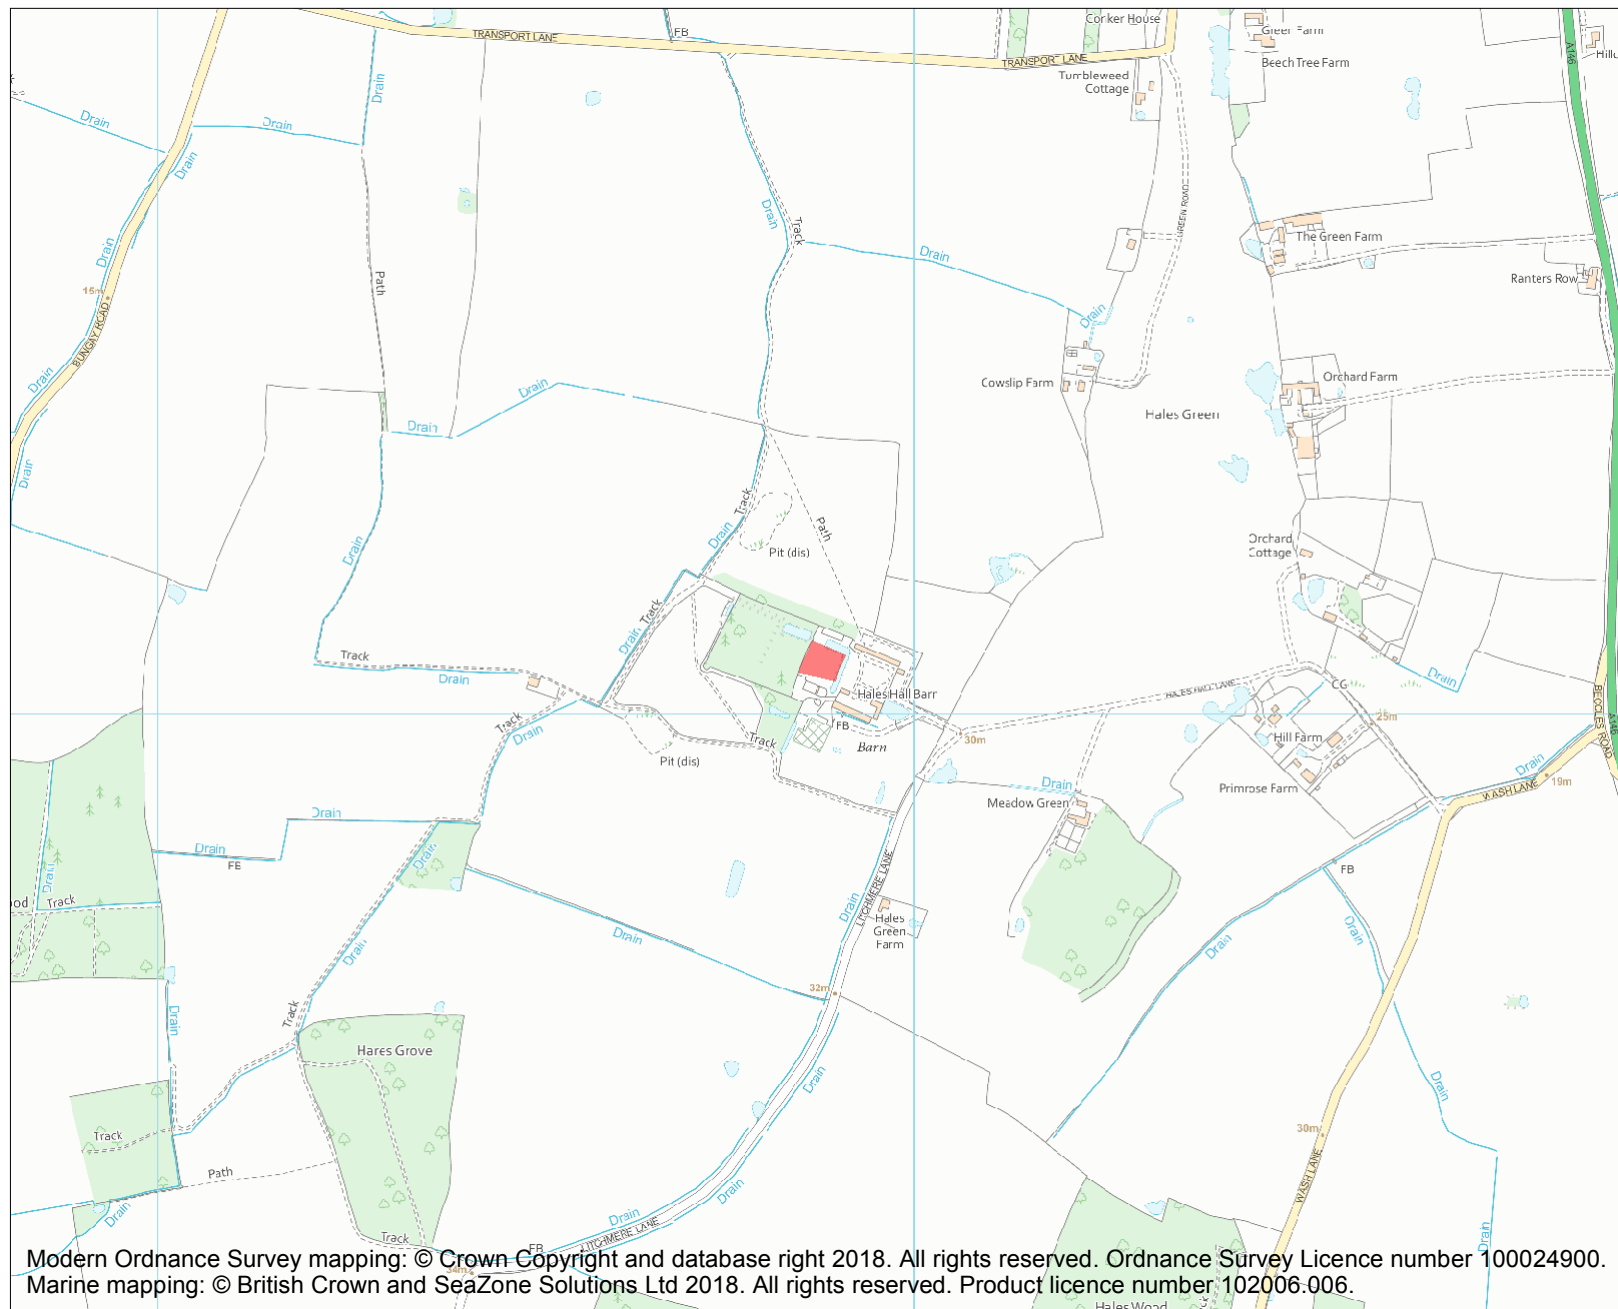 Corker House
FB
TRANSPORT LANE
TRANSPORT LANE
A146
Beech Tree Farm
Tumbleweed
Cottage
Drain
Drain
Drain
Drain
GREEN ROAD
Drain
Track
Drain
The Green Farm
Drain
Path
Ranters Row
15m
BUNGAY ROAD
Drain
Drain
Cowslip Farm
Orchard Farm
Drain
Hales Green
Drain
Drain
Track
Path
Drain
Drain
Pit (dis)
Orchard
Cottage
Track
Drain
Track
Drain
Drain
CG
HALES HALL LANE
Hales Hall Barn
BECCLES ROAD
A146
25m
Track
Drain
FB
Barn
30m
Hill Farm
Track
Pit (dis)
Drain
Drain
19m
WASH LANE
Primrose Farm
Meadow Green
Drain
Drain
FB
Drain
LITCHMERE LANE
FB
Drain
Track
Drain
Hales
Green
Farm
Drain
Drain
Drain
Drain
32m
Track
Drain
Hares Grove
Drain
Drain
30m
Track
Path
WASH LANE
Drain
Drain
Drain
Drain
Track
FB
LITCHMERE LANE
34m
Modern Ordnance Survey mapping: © Crown Copyright and database right 2018. All rights reserved. Ordnance Survey Licence number 100024900.
Marine mapping: © British Crown and SeaZone Solutions Ltd 2018. All rights reserved. Product licence number 102006.006.
Hales Wood